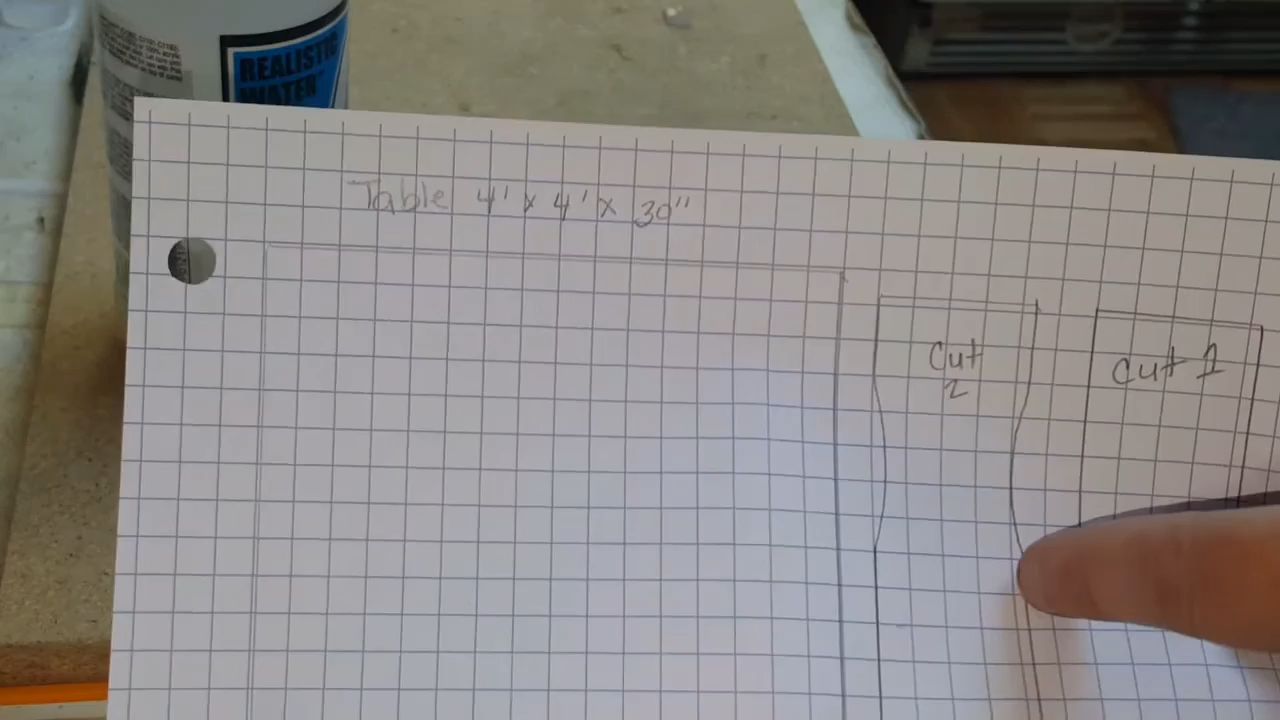 REALISTIC
WATER
Table 4' x 4' x 30"
Cut
2
Cut 1